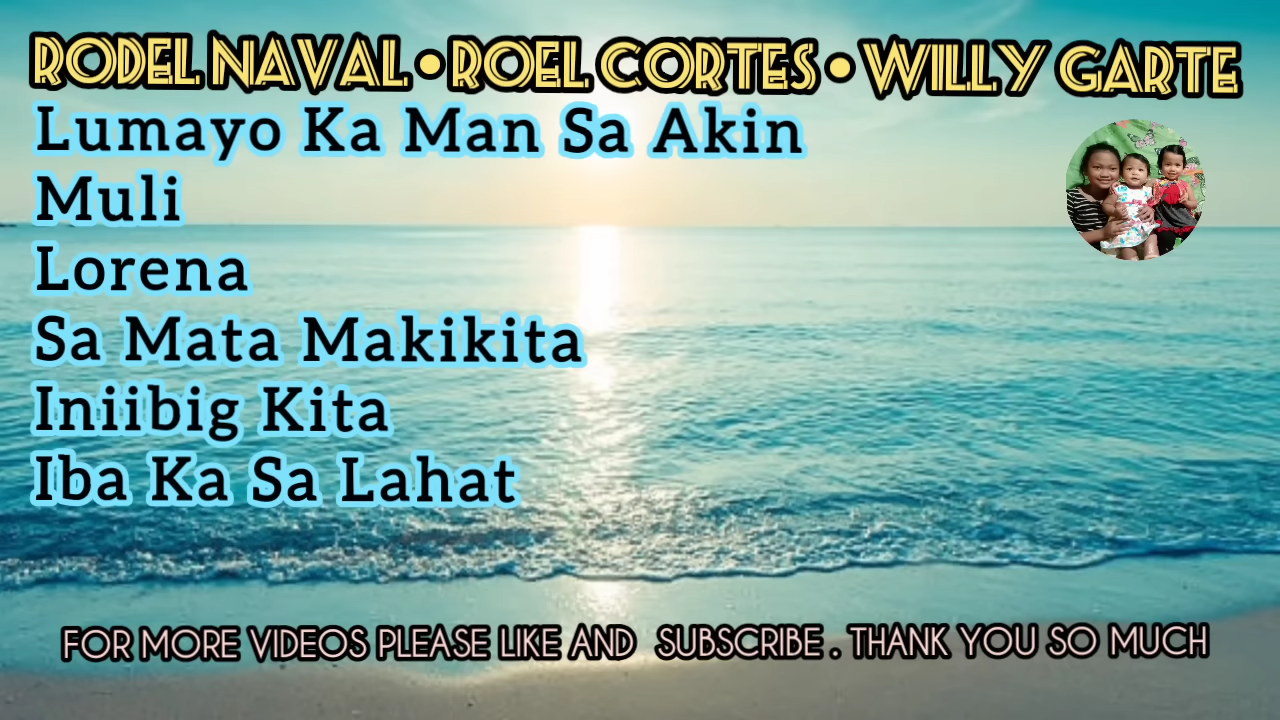 RODEL NAVAL • ROEL CORTES • WILLY GARTE
Lumayo Ka Man Sa Akin
Muli
Lorena
Sa Mata Makikita
Iniibig Kita
Iba Ka Sa Lahat
FOR MORE VIDEOS PLEASE LIKE AND SUBSCRIBE . THANK YOU SO MUCH